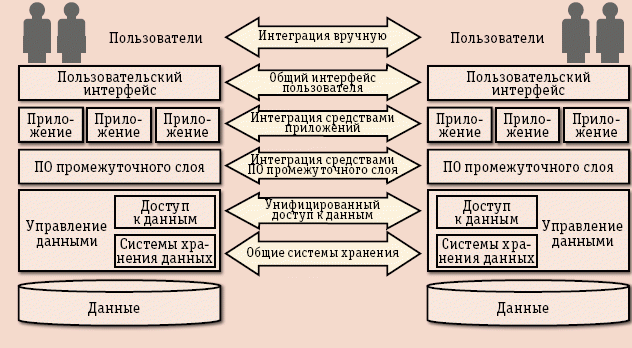 Пользователи
Интеграция вручную
Пользователи
Пользовательский
интерфейс
Общий интерфейс
пользователя
Пользовательский
интерфейс
Прило-
жение
Прило-
жение
Прило-
жение
Интеграция средствами
приложений
Прило-
жение
Прило-
жение
Прило-
жение
ПО промежуточного слоя
Интеграция средствами
ПО промежуточного слоя
ПО промежуточного слоя
Управление
данными
Доступ
к данным
Системы хра-
нения данных
Унифицированный
доступ к данным
Общие системы хранения
Доступ
к данным
Системы хра-
нения данных
Управление
данными
Данные
Данные